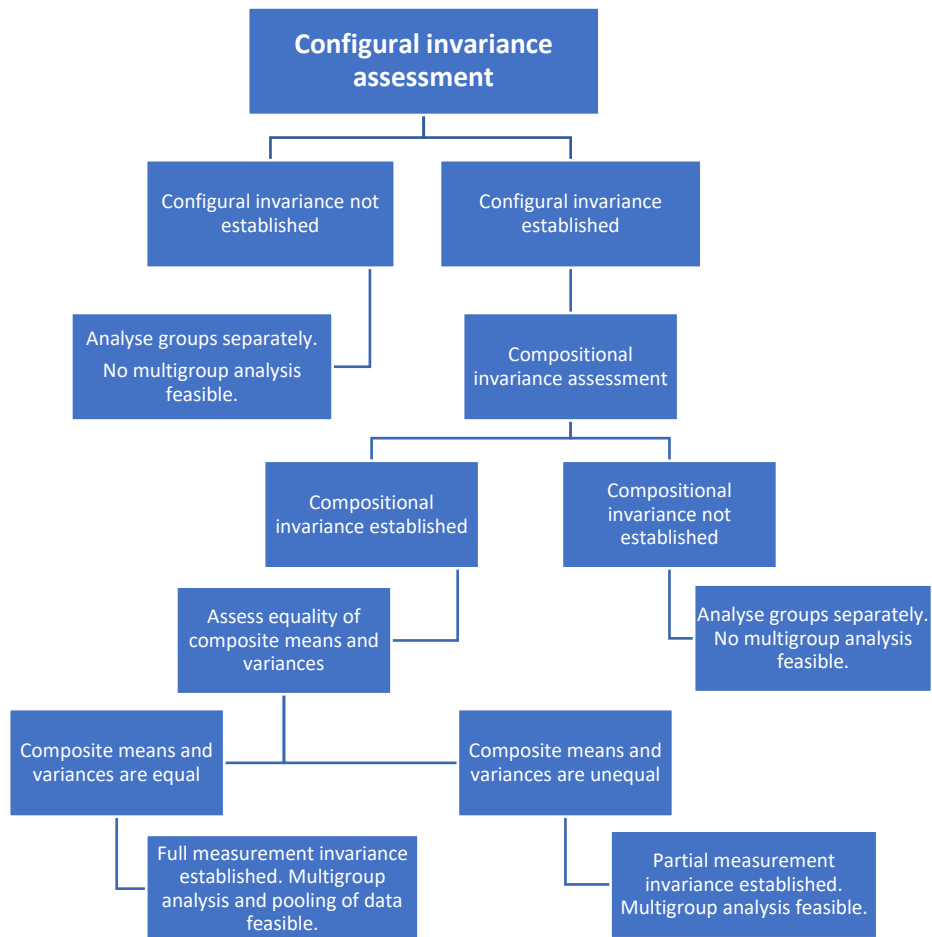 Configural invariance
assessment
Configural invariance not
established
Configural invariance
established
Analyse groups separately.
No multigroup analysis
feasible.
Compositional
invariance assessment
Compositional
invariance established
Compositional
invariance not
established
Assess equality of
composite means and
variances
Analyse groups separately.
No multigroup analysis
feasible.
Composite means and
variances are equal
Composite means and
variances are unequal
Full measurement invariance
established. Multigroup
analysis and pooling of data
feasible.
Partial measurement
invariance established.
Multigroup analysis feasible.